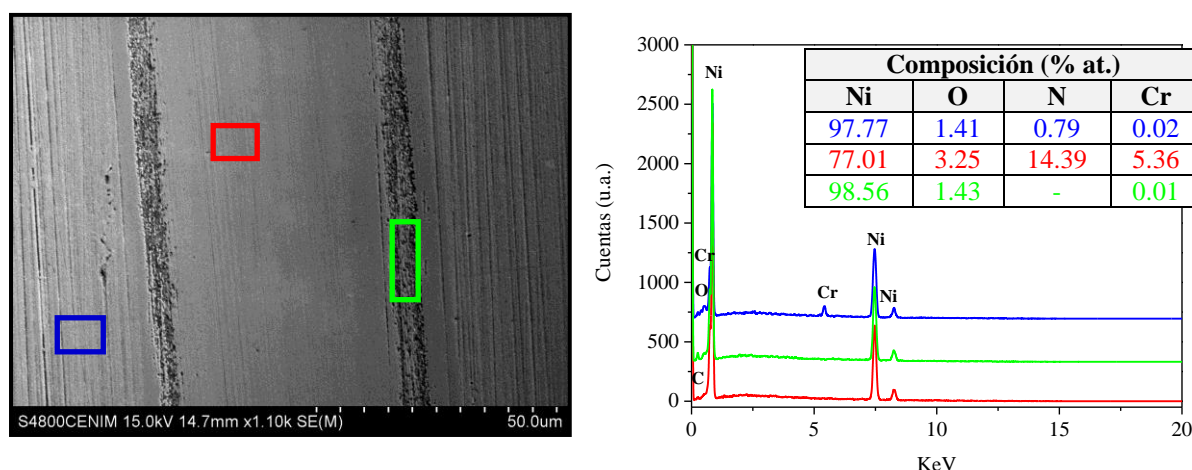 S4800CENIM 15.0kV 14.7mm x1.10k SE(M)
50.0um
Composición (% at.)
Ni O N Cr
97.77 1.41 0.79 0.02
77.01 3.25 14.39 5.36
98.56 1.43 - 0.01
Cuentas (u.a.)
3000
2500
2000
1500
1000
500
0
Ni
Cr
O
C
Cr
Ni
Ni
0 5 10 15 20
KeV